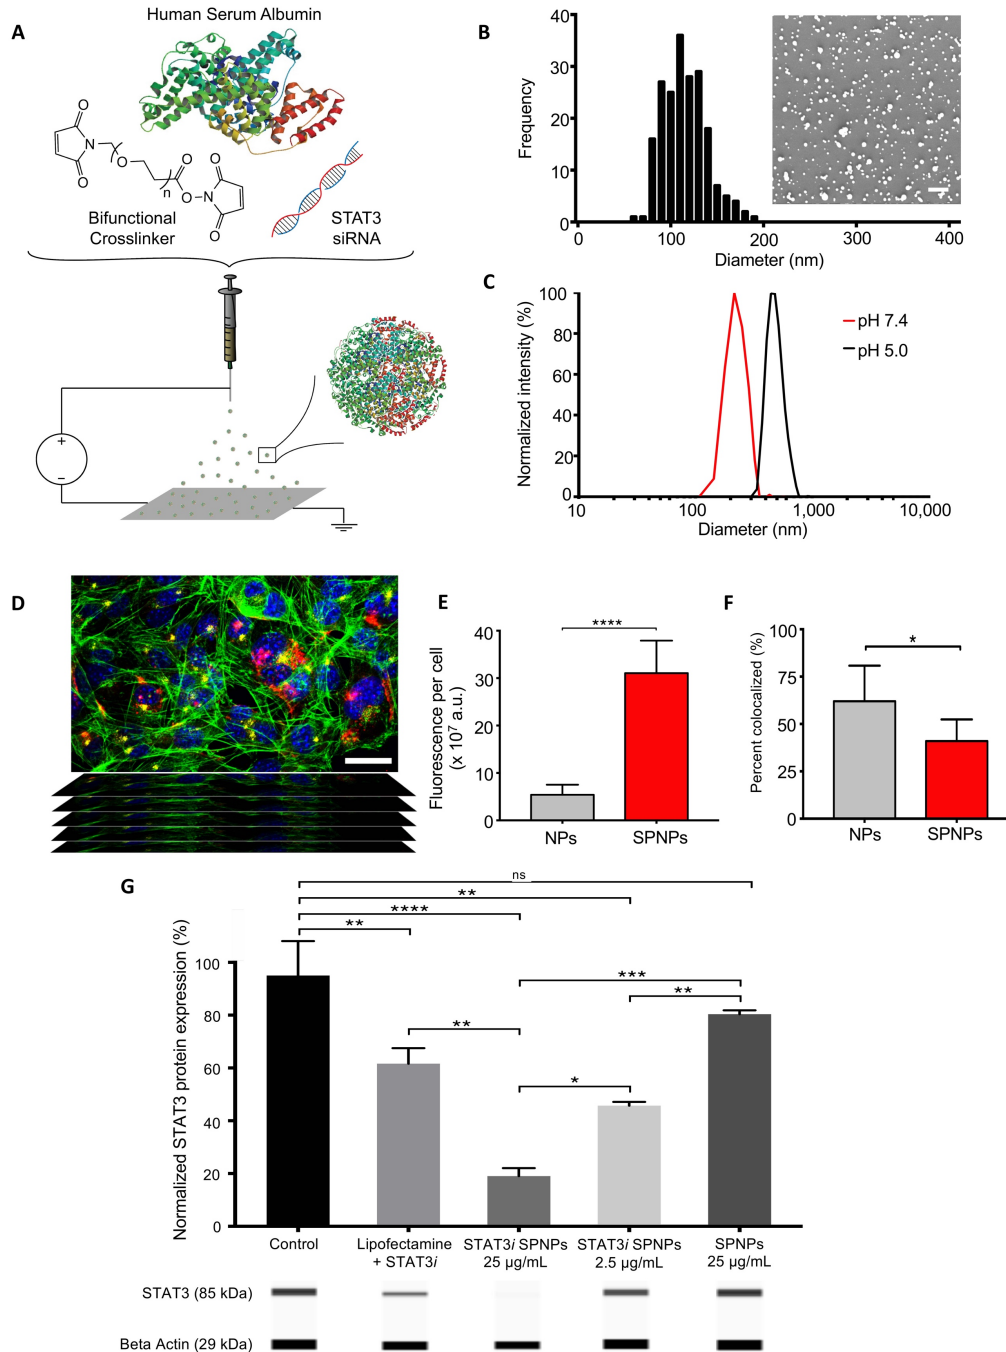 A
Human Serum Albumin
O
N
O
O
n
O
O
N
O
O
Bifunctional
Crosslinker
STAT3
siRNA
+
−
B
Frequency
40
30
20
10
0
0 100 200 300 400
Diameter (nm)
C
Normalized intensity (%)
100
80
60
40
20
0
10 100 1,000 10,000
Diameter (nm)
pH 7.4
pH 5.0
D
E
Fluorescence per cell
(x 10⁷ a.u.)
40
30
20
10
0
****
NPs SPNPs
F
Percent colocalized (%)
100
75
50
25
0
*
NPs SPNPs
G
Normalized STAT3 protein expression (%)
ns
**
****
**
***
**
**
*
100
80
60
40
20
0
Control Lipofectamine STAT3i SPNPs STAT3i SPNPs SPNPs
+ STAT3i 25 µg/mL 2.5 µg/mL 25 µg/mL
STAT3 (85 kDa)
Beta Actin (29 kDa)